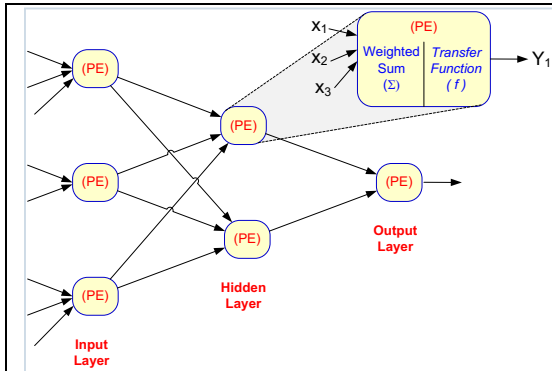 x1
x2
x3
(PE)
Weighted Sum (Σ)
Transfer Function (f)
Y1
(PE)
(PE)
(PE)
(PE)
(PE)
(PE)
Output
Layer
Hidden
Layer
Input
Layer